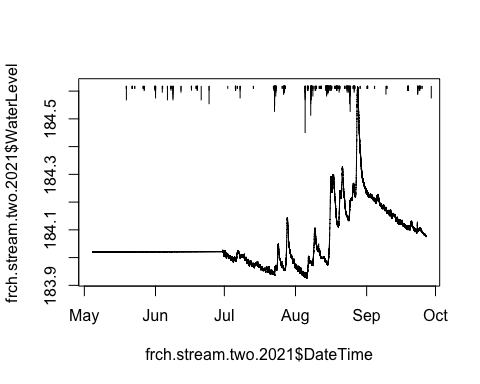 frch.stream.two.2021$WaterLevel
184.5
184.3
184.1
183.9
May Jun Jul Aug Sep Oct
frch.stream.two.2021$DateTime